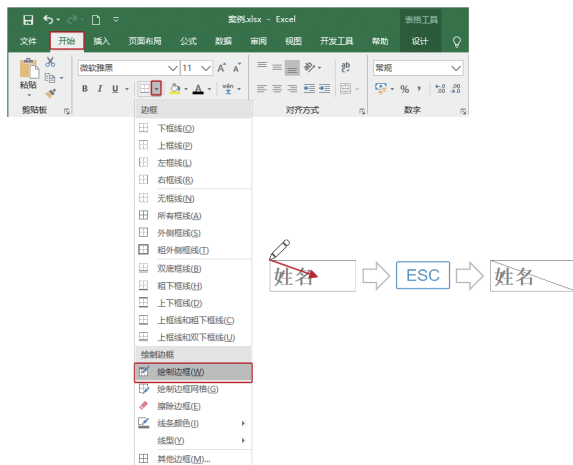 案例.xlsx - Excel
表格工具
文件 开始 插入 页面布局 公式 数据 审阅 视图 开发工具 帮助 设计
粘贴
微软雅黑 11 A A
B I U A wén 文
ab c
常规
% , .00
剪贴板 对齐方式 数字
边框
下框线(O)
上框线(P)
左框线(L)
右框线(R)
无框线(N)
所有框线(A)
外侧框线(S)
粗外侧框线(T)
双底框线(B)
粗下框线(H)
上下框线(D)
上框线和粗下框线(C)
上框线和双下框线(U)
绘制边框
绘制边框(W)
绘制边框网格(G)
擦除边框(E)
线条颜色(I)
线型(Y)
其他边框(M)...
姓名 ESC 姓名